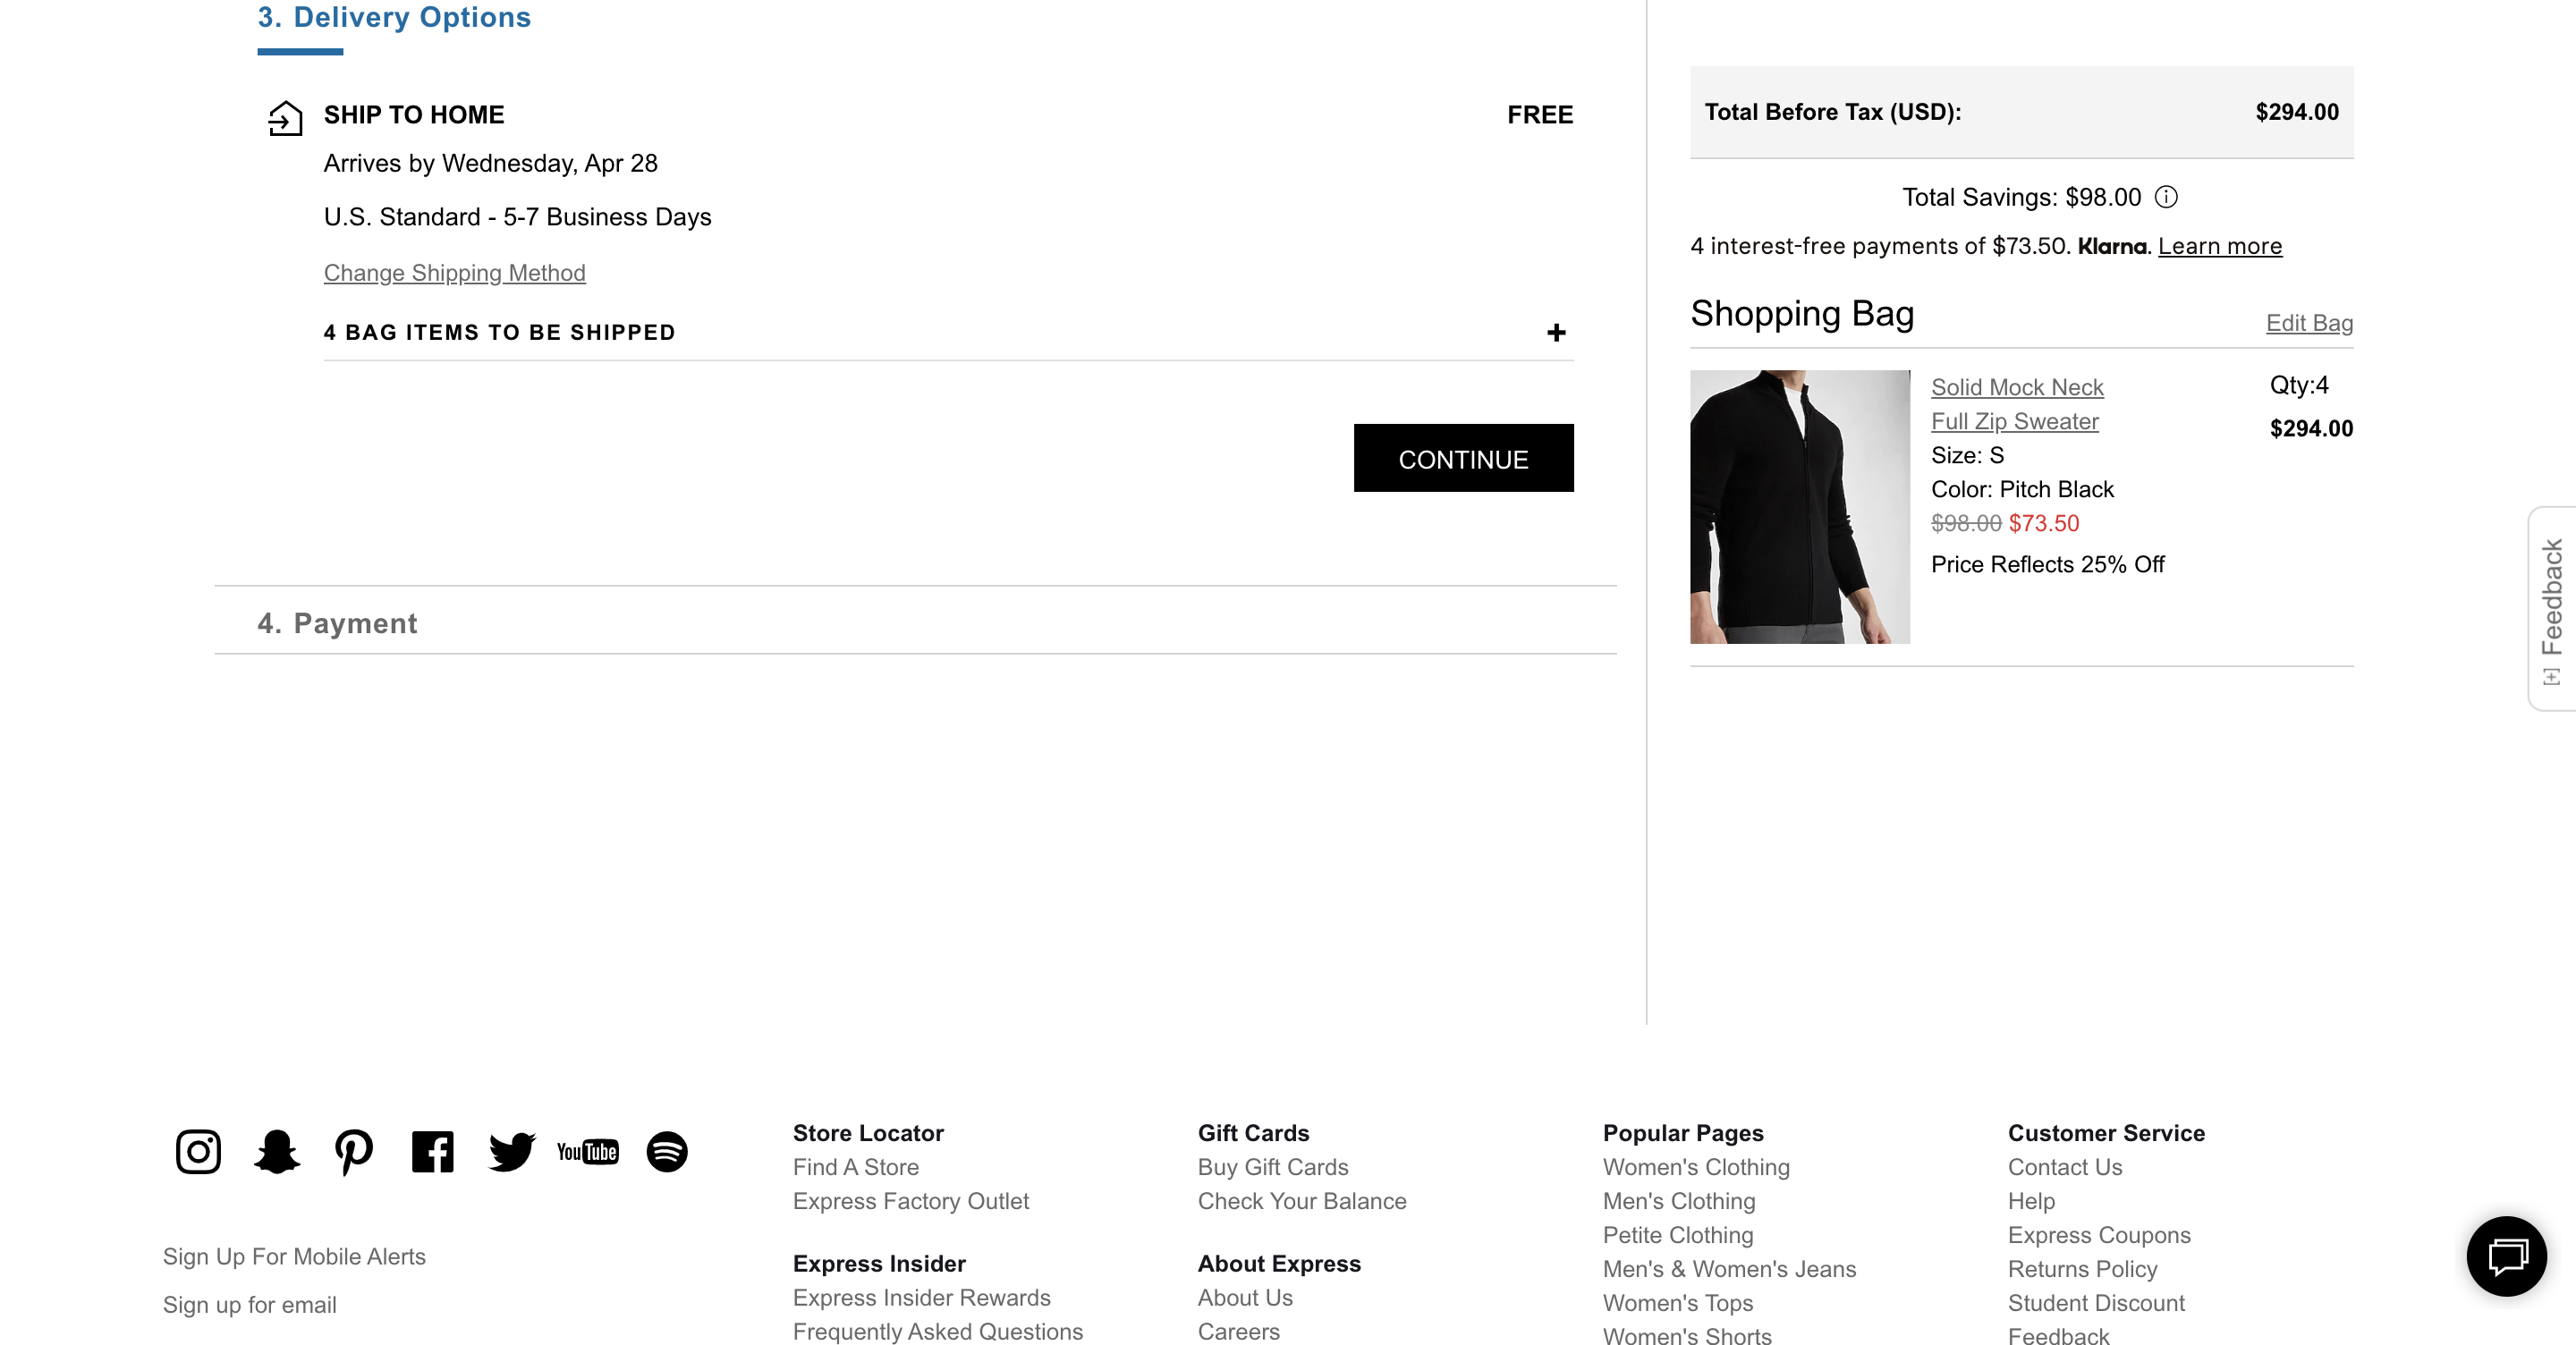 3. Delivery Options
SHIP TO HOME
FREE
Arrives by Wednesday, Apr 28
U.S. Standard - 5-7 Business Days
Change Shipping Method
4 BAG ITEMS TO BE SHIPPED
+
CONTINUE
4. Payment
Total Before Tax (USD):
$294.00
Total Savings: $98.00
4 interest-free payments of $73.50. Klarna. Learn more
Shopping Bag
Edit Bag
Solid Mock Neck
Full Zip Sweater
Size: S
Color: Pitch Black
$98.00 $73.50
Price Reflects 25% Off
Qty:4
$294.00
[+] Feedback
YouTube
Sign Up For Mobile Alerts
Sign up for email
Store Locator
Find A Store
Express Factory Outlet
Express Insider
Express Insider Rewards
Frequently Asked Questions
Gift Cards
Buy Gift Cards
Check Your Balance
About Express
About Us
Careers
Popular Pages
Women's Clothing
Men's Clothing
Petite Clothing
Men's & Women's Jeans
Women's Tops
Women's Shorts
Customer Service
Contact Us
Help
Express Coupons
Returns Policy
Student Discount
Feedback